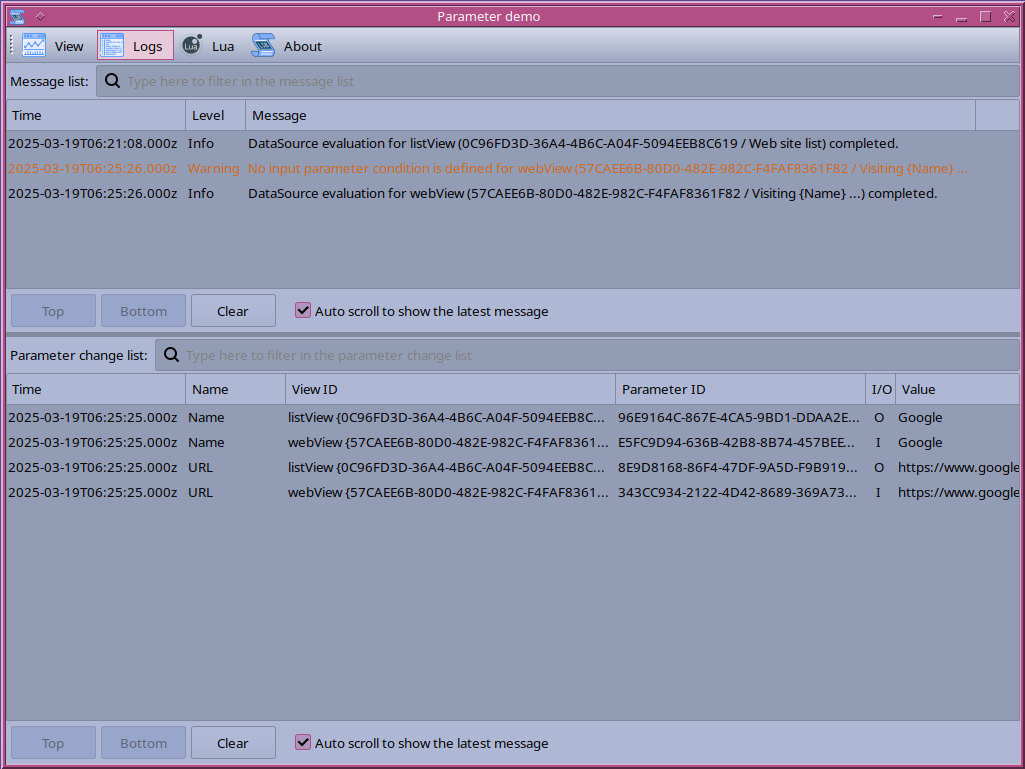 Parameter demo
View Logs Lua About
Message list: Type here to filter in the message list
Time Level Message
2025-03-19T06:21:08.000z Info DataSource evaluation for listView (0C96FD3D-36A4-4B6C-A04F-5094EEB8C619 / Web site list) completed.
2025-03-19T06:25:26.000z Warning No input parameter condition is defined for webView (57CAEE6B-80D0-482E-982C-F4FAF8361F82 / Visiting {Name} ...
2025-03-19T06:25:26.000z Info DataSource evaluation for webView (57CAEE6B-80D0-482E-982C-F4FAF8361F82 / Visiting {Name} ...) completed.
Top Bottom Clear Auto scroll to show the latest message
Parameter change list: Type here to filter in the parameter change list
Time Name View ID Parameter ID I/O Value
2025-03-19T06:25:25.000z Name listView {0C96FD3D-36A4-4B6C-A04F-5094EEB8C... 96E9164C-867E-4CA5-9BD1-DDAA2E... O Google
2025-03-19T06:25:25.000z Name webView {57CAEE6B-80D0-482E-982C-F4FAF8361... E5FC9D94-636B-42B8-8B74-457BEE... I Google
2025-03-19T06:25:25.000z URL listView {0C96FD3D-36A4-4B6C-A04F-5094EEB8C... 8E9D8168-86F4-47DF-9A5D-F9B919... O https://www.google
2025-03-19T06:25:25.000z URL webView {57CAEE6B-80D0-482E-982C-F4FAF8361... 343CC934-2122-4D42-8689-369A73... I https://www.google
Top Bottom Clear Auto scroll to show the latest message